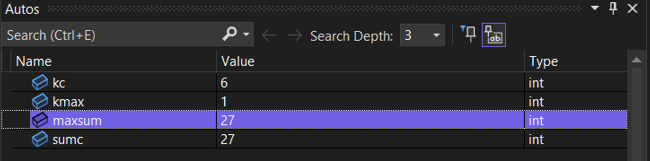 Autos
Search (Ctrl+E) Search Depth: 3
Name Value Type
kc 6 int
kmax 1 int
maxsum 27 int
sumc 27 int